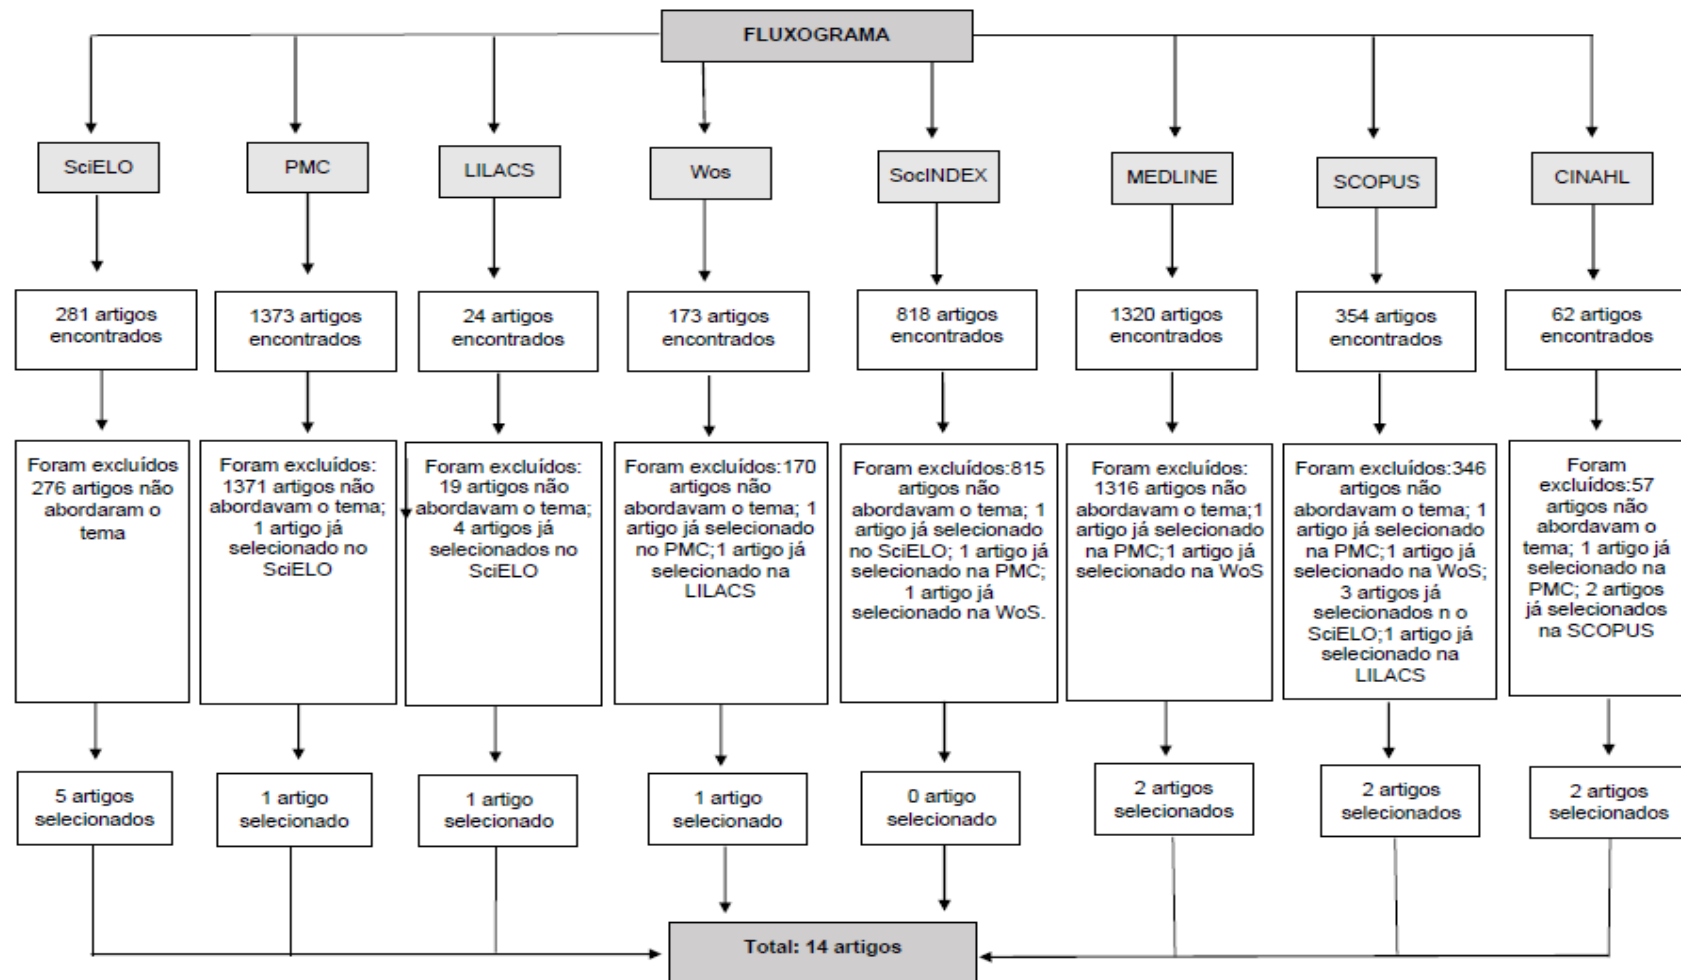 FLUXOGRAMA
SciELO
PMC
LILACS
Wos
SocINDEX
MEDLINE
SCOPUS
CINAHL
281 artigos
encontrados
1373 artigos
encontrados
24 artigos
encontrados
173 artigos
encontrados
818 artigos
encontrados
1320 artigos
encontrados
354 artigos
encontrados
62 artigos
encontrados
Foram excluídos
276 artigos não
abordaram o
tema
Foram excluídos:
1371 artigos não
abordavam o tema;
1 artigo já
selecionado no
SciELO
Foram excluídos:
19 artigos não
abordavam o tema;
4 artigos já
selecionados no
SciELO
Foram excluídos:170
artigos não
abordavam o tema; 1
artigo já selecionado
no PMC;1 artigo já
selecionado na
LILACS
Foram excluídos:815
artigos não
abordavam o tema; 1
artigo já selecionado
no SciELO; 1 artigo já
selecionado na PMC;
1 artigo já
selecionado na WoS.
Foram excluídos:
1316 artigos não
abordavam o tema;1
artigo já selecionado
na PMC;1 artigo já
selecionado na WoS
Foram excluídos:346
artigos não
abordavam o tema; 1
artigo já selecionado
na PMC;1 artigo já
selecionado na WoS;
3 artigos já
selecionados n o
SciELO;1 artigo já
selecionado na
LILACS
Foram
excluídos:57
artigos não
abordavam o
tema; 1 artigo já
selecionado na
PMC; 2 artigos
já selecionados
na SCOPUS
5 artigos
selecionados
1 artigo
selecionado
1 artigo
selecionado
1 artigo
selecionado
0 artigo
selecionado
2 artigos
selecionados
2 artigos
selecionados
2 artigos
selecionados
Total: 14 artigos